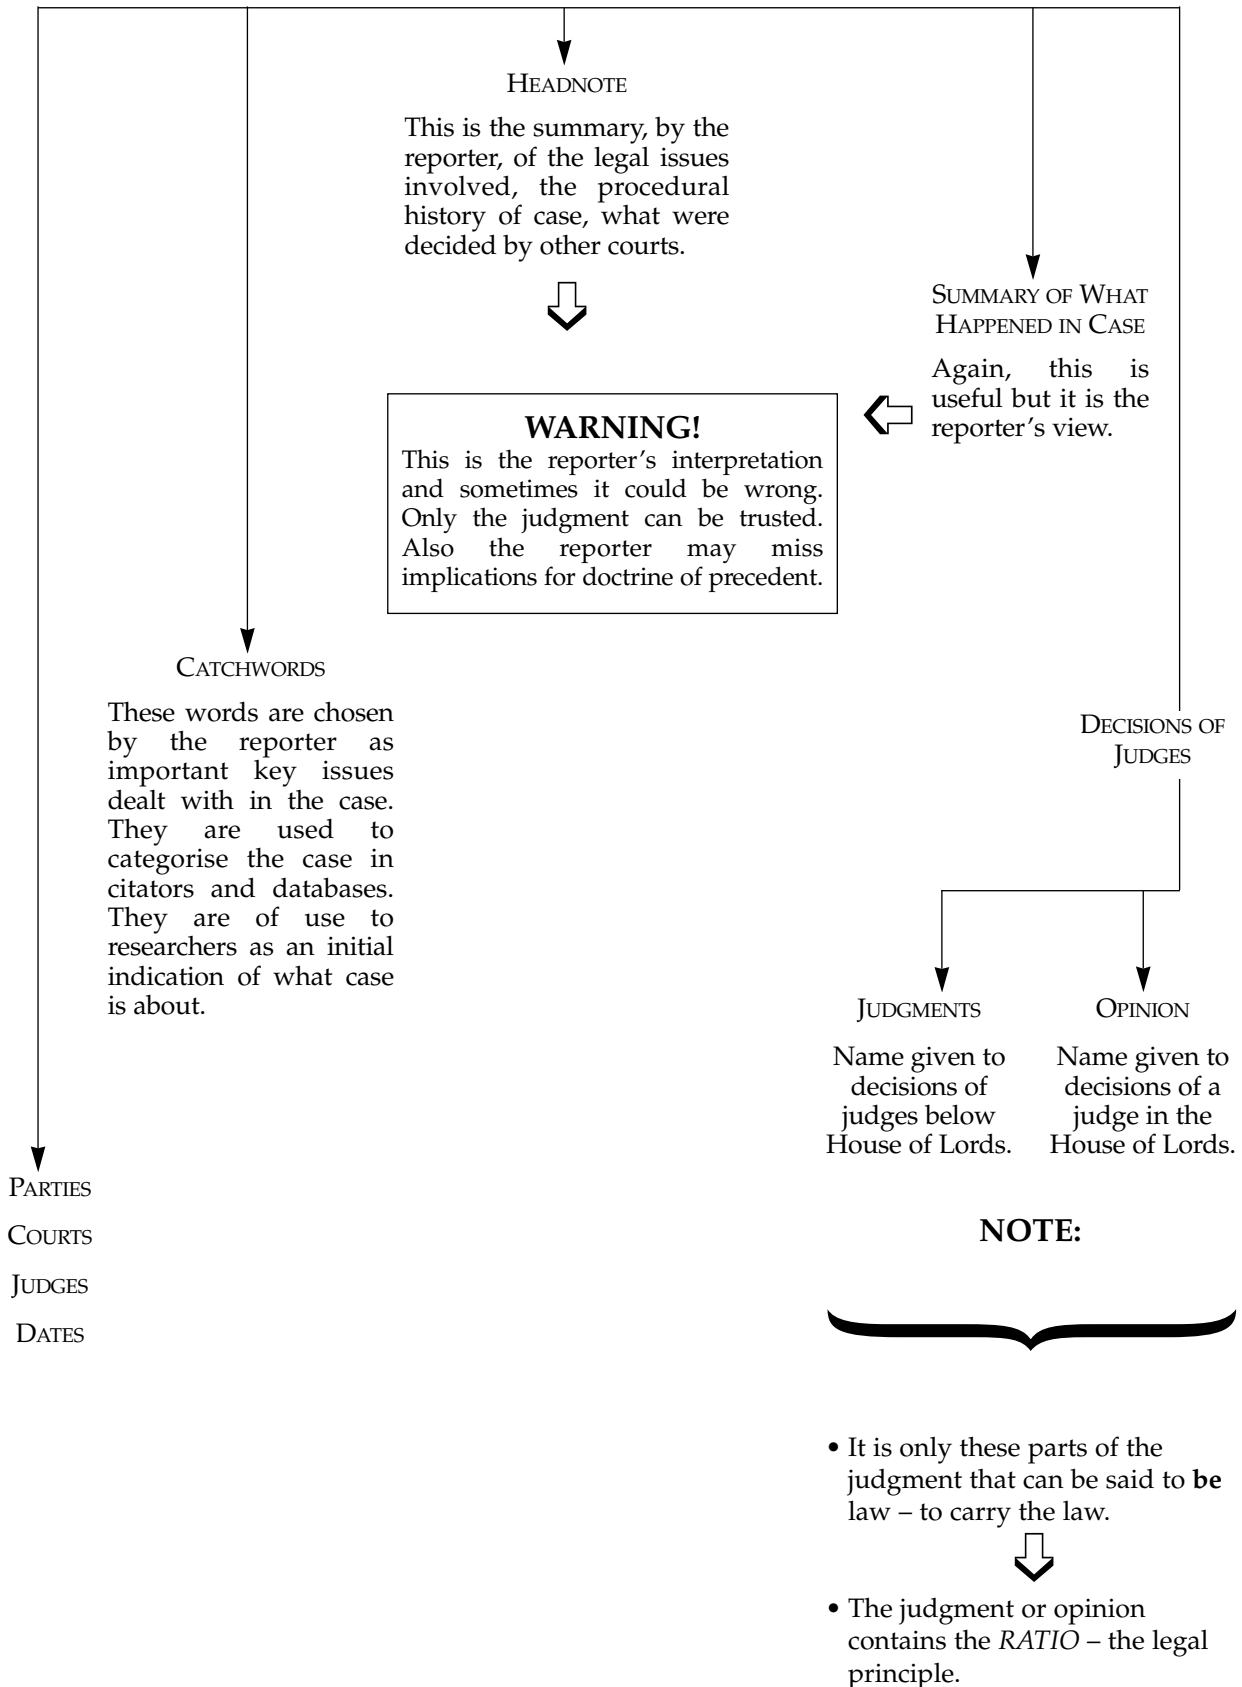 HEADNOTE
This is the summary, by the
reporter, of the legal issues
involved, the procedural
history of case, what were
decided by other courts.
SUMMARY OF WHAT
HAPPENED IN CASE
Again, this is
useful but it is the
reporter's view.
WARNING!
This is the reporter's interpretation
and sometimes it could be wrong.
Only the judgment can be trusted.
Also the reporter may miss
implications for doctrine of precedent.
CATCHWORDS
These words are chosen
by the reporter as
important key issues
dealt with in the case.
They are used to
categorise the case in
citators and databases.
They are of use to
researchers as an initial
indication of what case
is about.
DECISIONS OF
JUDGES
JUDGMENTS
Name given to
decisions of
judges below
House of Lords.
OPINION
Name given to
decisions of a
judge in the
House of Lords.
PARTIES
COURTS
JUDGES
DATES
NOTE:
• It is only these parts of the
judgment that can be said to be
law – to carry the law.
• The judgment or opinion
contains the RATIO – the legal
principle.